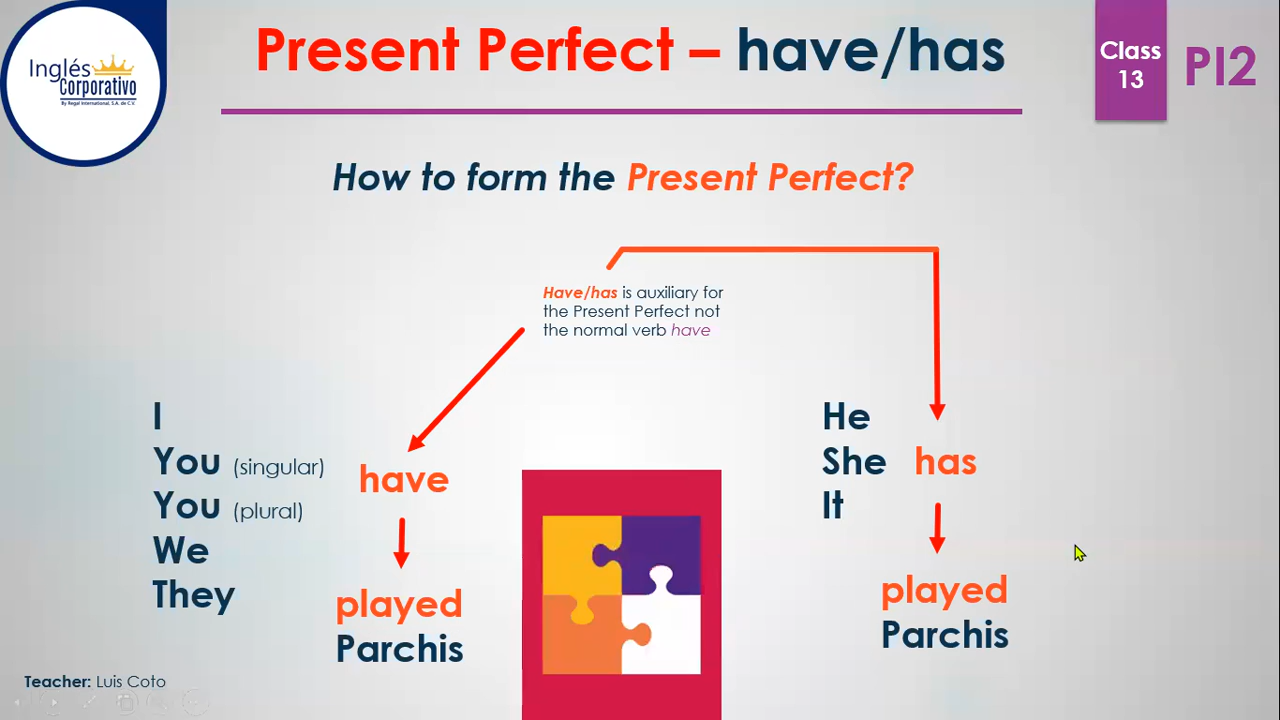 Inglés
Corporativo
By Regal International, S.A. de C.V.
Present Perfect – have/has
Class
13
PI2
How to form the Present Perfect?
Have/has is auxiliary for
the Present Perfect not
the normal verb have
I
You (singular)
You (plural)
We
They
have
played
Parchis
He
She
It
has
played
Parchis
Teacher: Luis Coto